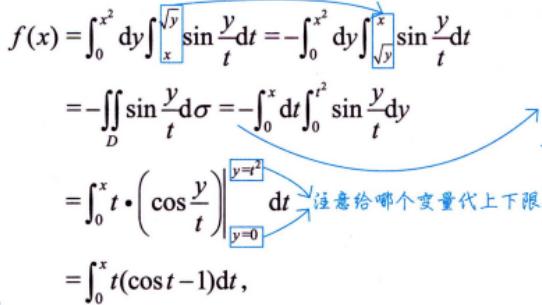 f(x) = ∫₀^{x²} dy ∫ₓ^{√y} sin(y/t) dt = −∫₀^{x²} dy ∫_{√y}^{x} sin(y/t) dt
= −∬_D sin(y/t) dσ = −∫₀^{x} dt ∫₀^{t²} sin(y/t) dy
= ∫₀^{x} t • (cos(y/t)) |_{y=0}^{y=t²} dt 注意给哪个变量代上下限
= ∫₀^{x} t(cos t − 1) dt ,